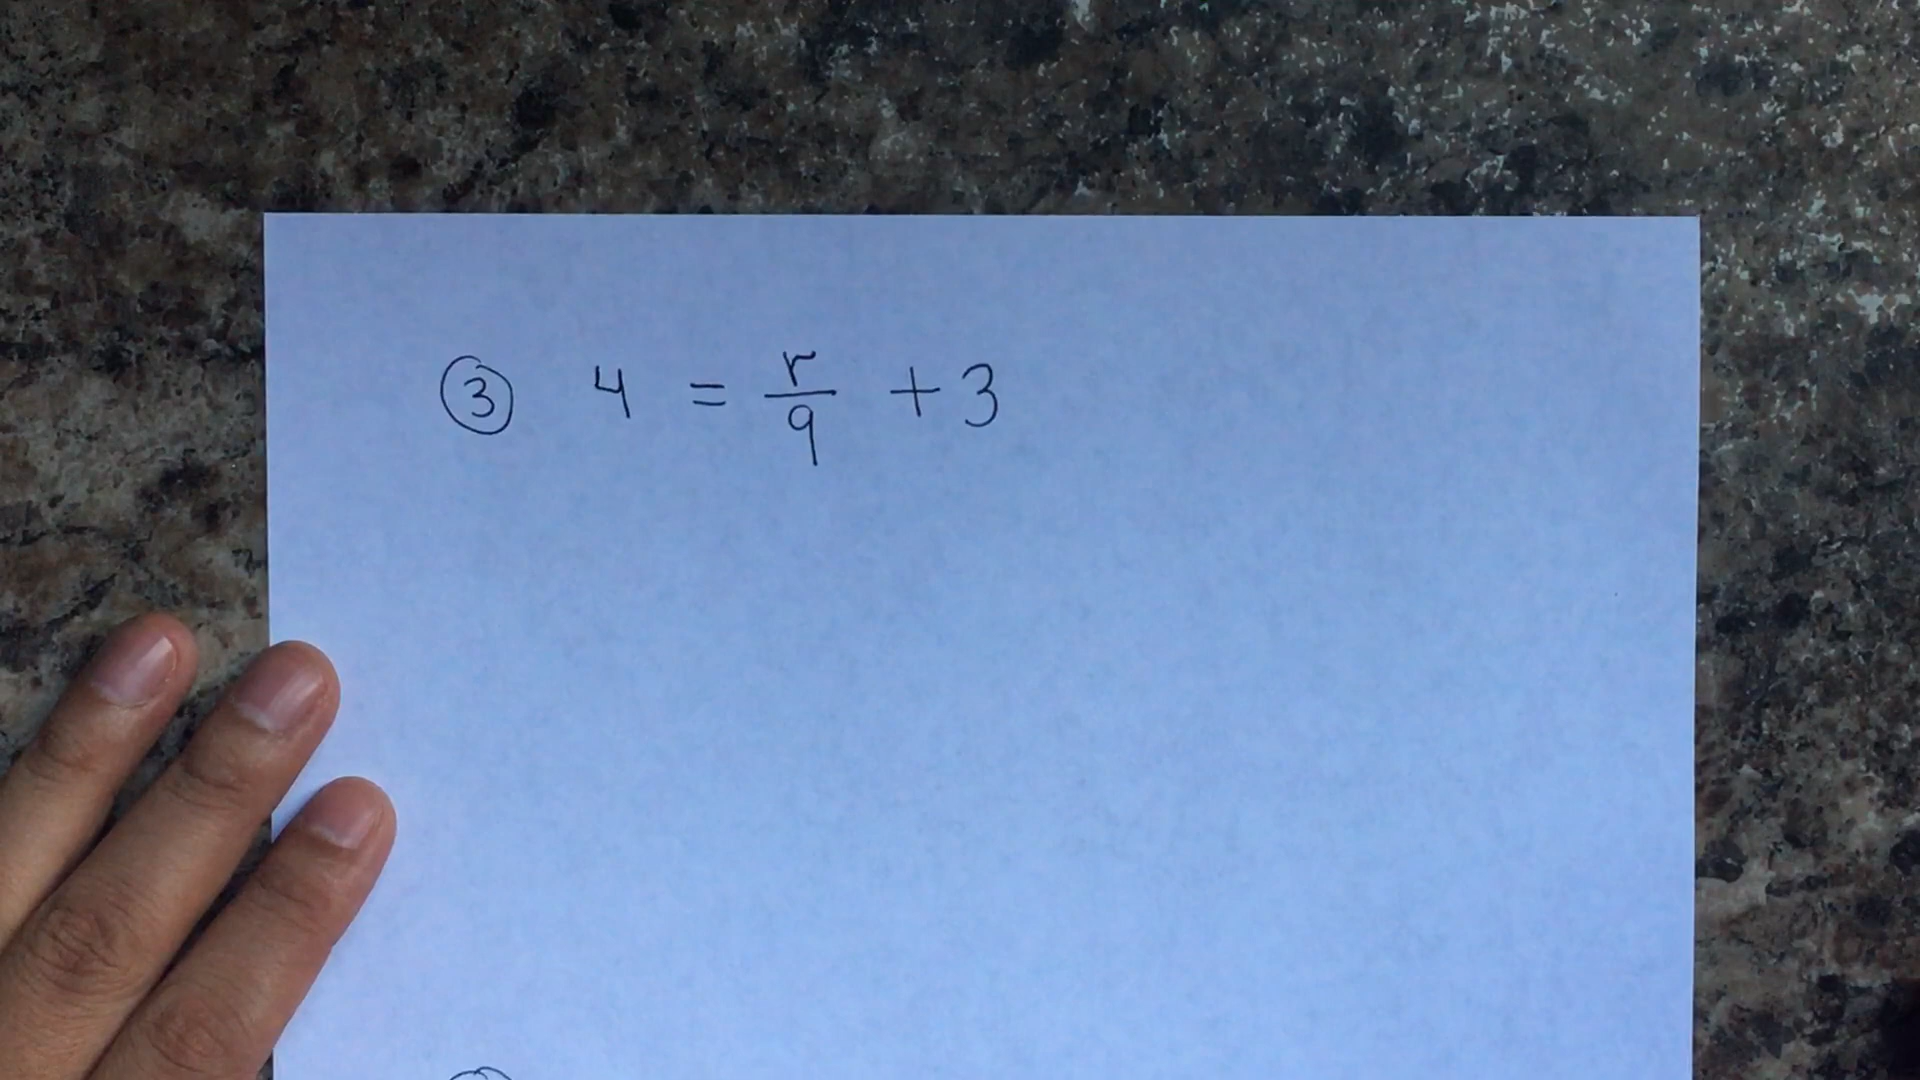 ③ 4 = r/9 + 3